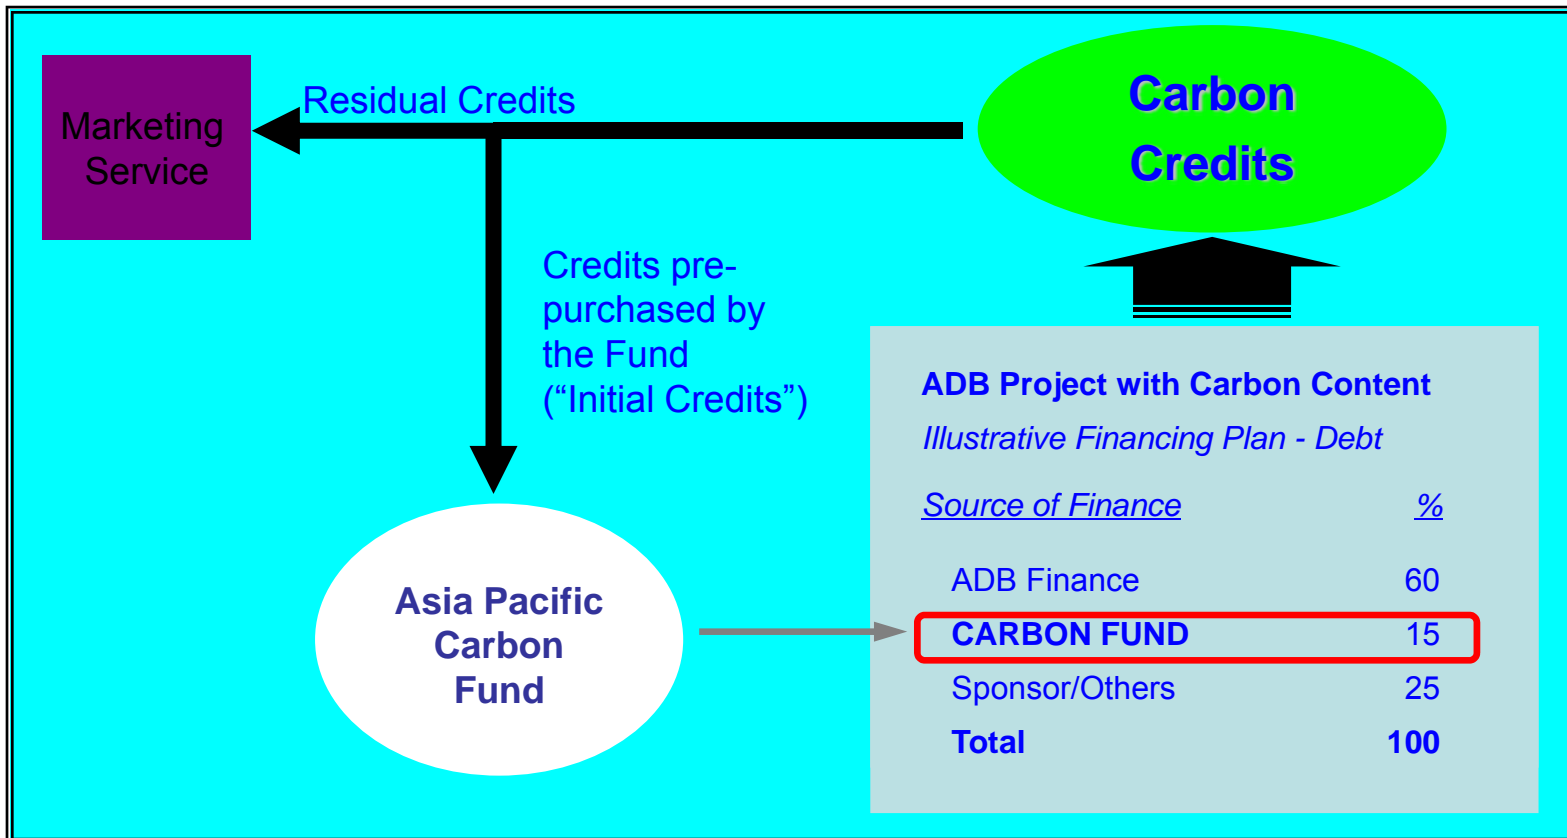 Marketing
Service
Residual Credits
Carbon
Credits
Credits pre-
purchased by
the Fund
(“Initial Credits”)
Asia Pacific
Carbon
Fund
ADB Project with Carbon Content
Illustrative Financing Plan - Debt
Source of Finance %
ADB Finance 60
CARBON FUND 15
Sponsor/Others 25
Total 100